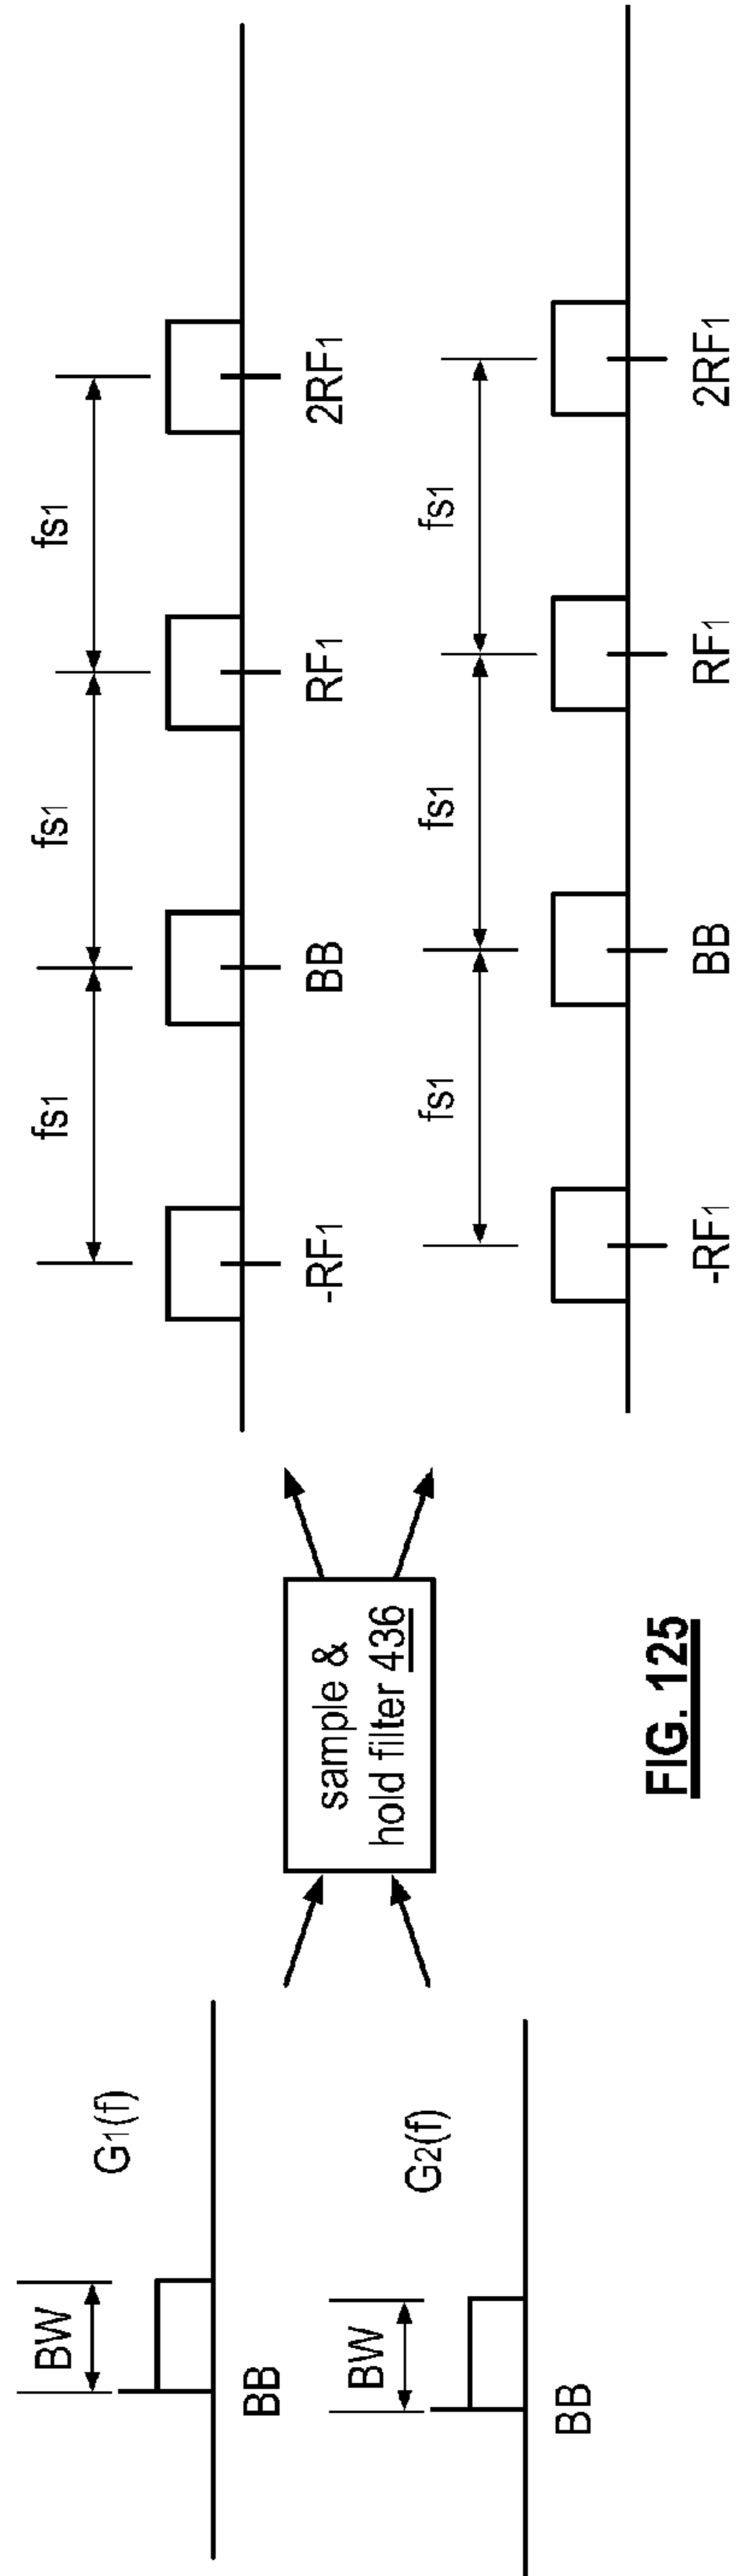 BW
G1(f)
BB
BW
G2(f)
BB
sample &
hold filter 436
fs1
fs1
fs1
-RF1
BB
RF1
2RF1
fs1
fs1
fs1
-RF1
BB
RF1
2RF1
FIG. 125